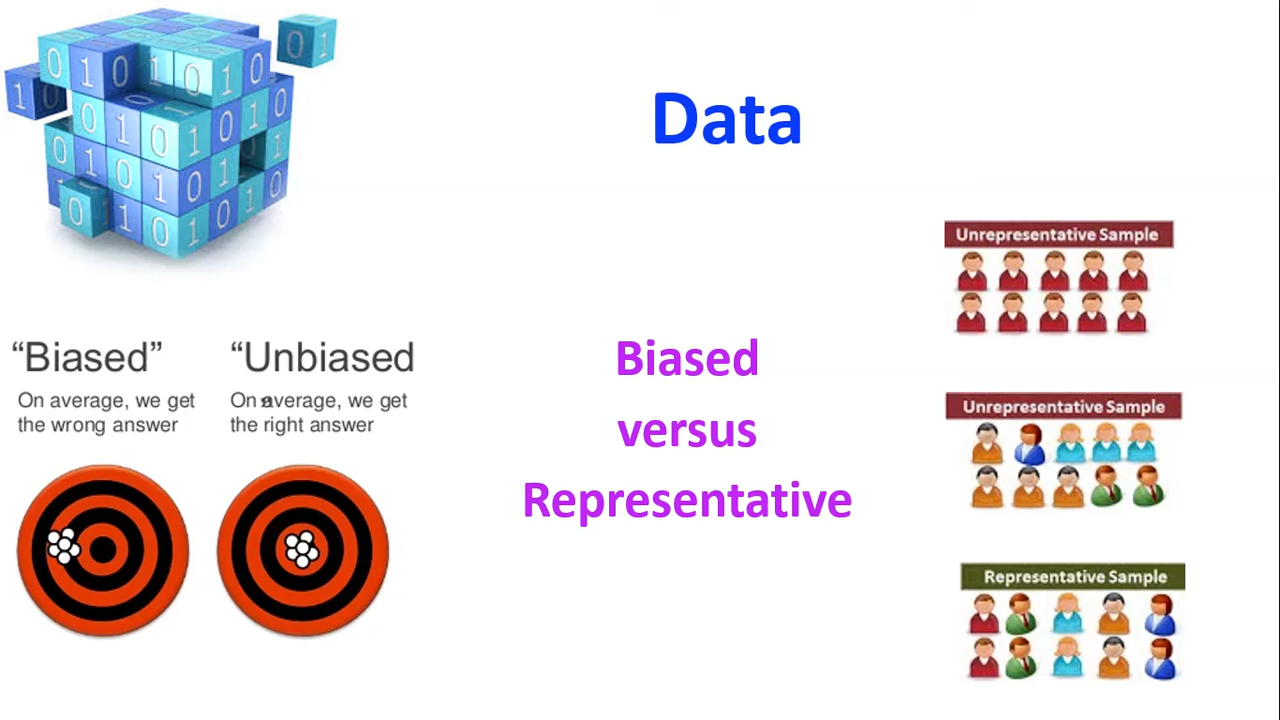 Data
"Biased"
On average, we get
the wrong answer
"Unbiased
On average, we get
the right answer
Biased
versus
Representative
Unrepresentative Sample
Unrepresentative Sample
Representative Sample